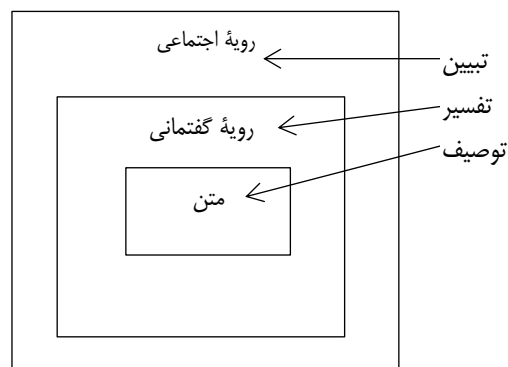 رویهٔ اجتماعی
تبیین
تفسیر
رویهٔ گفتمانی
توصیف
متن